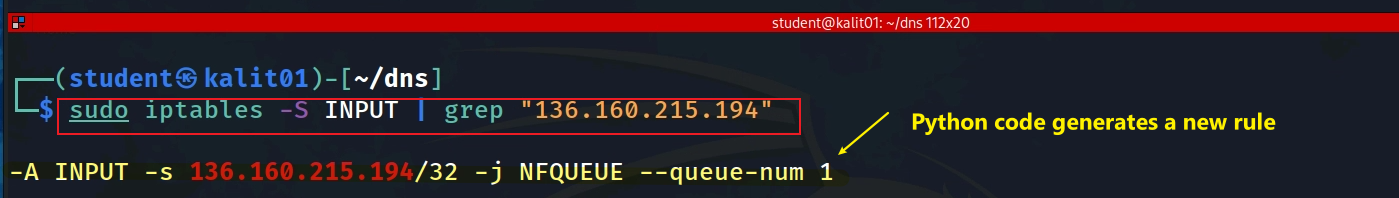 student@kalit01: ~/dns 112x20
(student㉿kalit01)-[~/dns]
$ sudo iptables -S INPUT | grep "136.160.215.194"
Python code generates a new rule
-A INPUT -s 136.160.215.194/32 -j NFQUEUE --queue-num 1